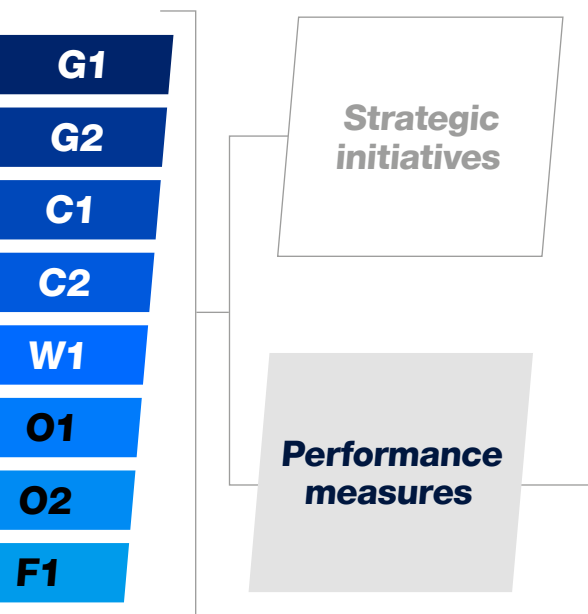 G1
G2
C1
C2
W1
O1
O2
F1
Strategic
initiatives
Performance
measures